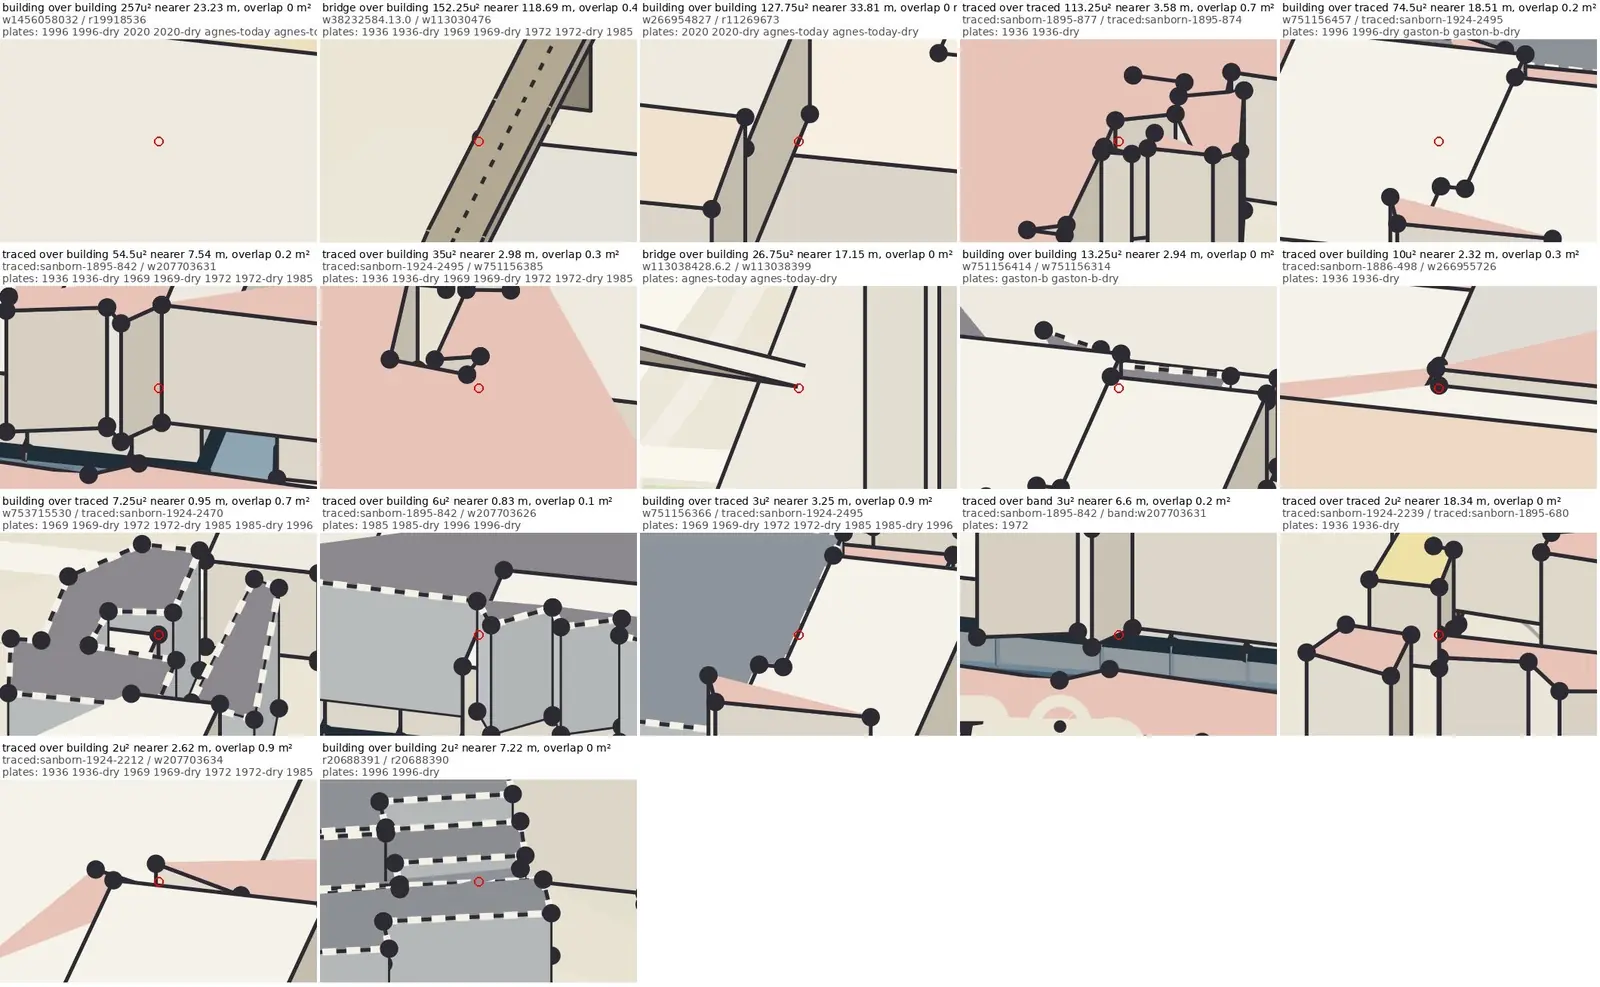 building over building 257u² nearer 23.23 m, overlap 0 m²
w1456058032 / r19918536
plates: 1996 1996-dry 2020 2020-dry agnes-today agnes-to
bridge over building 152.25u² nearer 118.69 m, overlap 0.4
w38232584.13.0 / w113030476
plates: 1936 1936-dry 1969 1969-dry 1972 1972-dry 1985
building over building 127.75u² nearer 33.81 m, overlap 0 m
w266954827 / r11269673
plates: 2020 2020-dry agnes-today agnes-today-dry
traced over traced 113.25u² nearer 3.58 m, overlap 0.7 m²
traced:sanborn-1895-877 / traced:sanborn-1895-874
plates: 1936 1936-dry
building over traced 74.5u² nearer 18.51 m, overlap 0.2 m²
w751156457 / traced:sanborn-1924-2495
plates: 1996 1996-dry gaston-b gaston-b-dry
traced over building 54.5u² nearer 7.54 m, overlap 0.2 m²
traced:sanborn-1895-842 / w207703631
plates: 1936 1936-dry 1969 1969-dry 1972 1972-dry 1985
traced over building 35u² nearer 2.98 m, overlap 0.3 m²
traced:sanborn-1924-2495 / w751156385
plates: 1936 1936-dry 1969 1969-dry 1972 1972-dry 1985
bridge over building 26.75u² nearer 17.15 m, overlap 0 m²
w113038428.6.2 / w113038399
plates: agnes-today agnes-today-dry
building over building 13.25u² nearer 2.94 m, overlap 0 m²
w751156414 / w751156314
plates: gaston-b gaston-b-dry
traced over building 10u² nearer 2.32 m, overlap 0.3 m²
traced:sanborn-1886-498 / w266955726
plates: 1936 1936-dry
building over traced 7.25u² nearer 0.95 m, overlap 0.7 m²
w753715530 / traced:sanborn-1924-2470
plates: 1969 1969-dry 1972 1972-dry 1985 1985-dry 1996
traced over building 6u² nearer 0.83 m, overlap 0.1 m²
traced:sanborn-1895-842 / w207703626
plates: 1985 1985-dry 1996 1996-dry
building over traced 3u² nearer 3.25 m, overlap 0.9 m²
w751156366 / traced:sanborn-1924-2495
plates: 1969 1969-dry 1972 1972-dry 1985 1985-dry 1996
traced over band 3u² nearer 6.6 m, overlap 0.2 m²
traced:sanborn-1895-842 / band:w207703631
plates: 1972
traced over traced 2u² nearer 18.34 m, overlap 0 m²
traced:sanborn-1924-2239 / traced:sanborn-1895-680
plates: 1936 1936-dry
traced over building 2u² nearer 2.62 m, overlap 0.9 m²
traced:sanborn-1924-2212 / w207703634
plates: 1936 1936-dry 1969 1969-dry 1972 1972-dry 1985
building over building 2u² nearer 7.22 m, overlap 0 m²
r20688391 / r20688390
plates: 1996 1996-dry